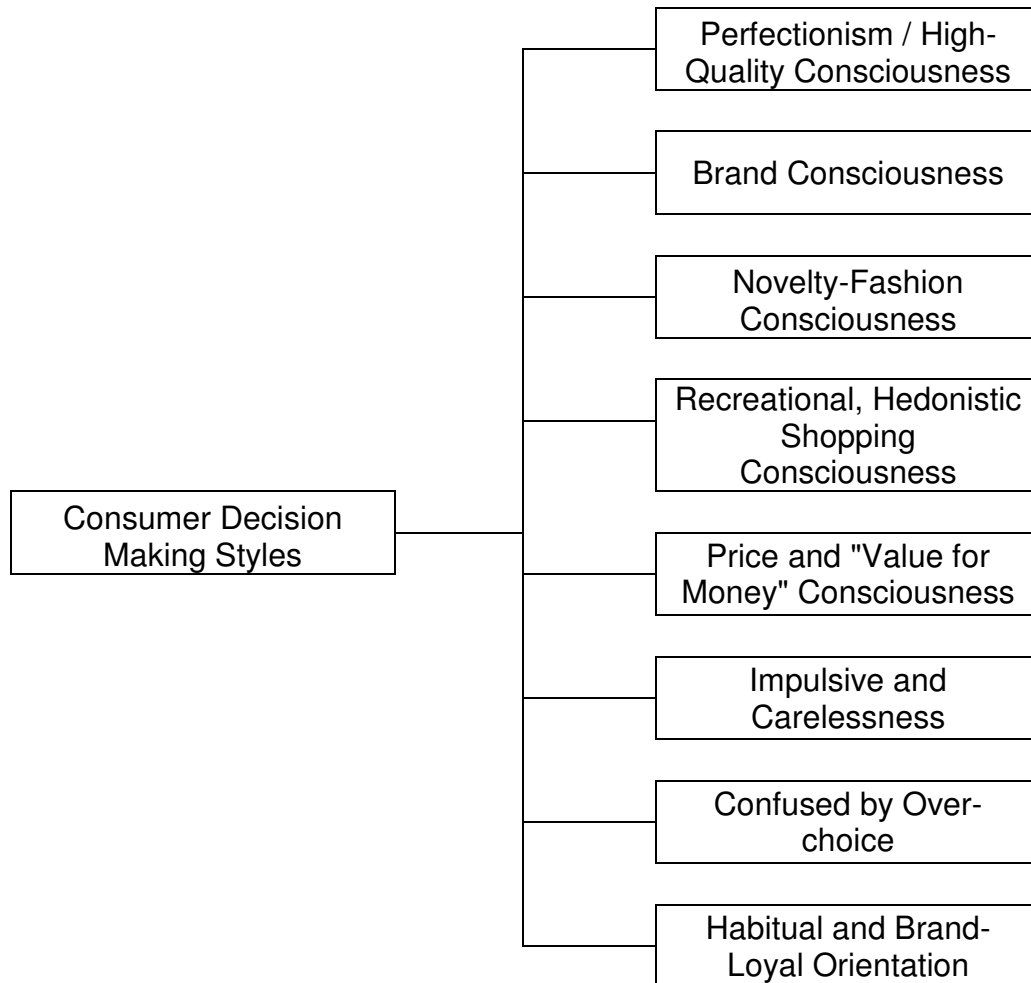 Perfectionism / High-
Quality Consciousness
Brand Consciousness
Novelty-Fashion
Consciousness
Recreational, Hedonistic
Shopping
Consciousness
Consumer Decision
Making Styles
Price and "Value for
Money" Consciousness
Impulsive and
Carelessness
Confused by Over-
choice
Habitual and Brand-
Loyal Orientation